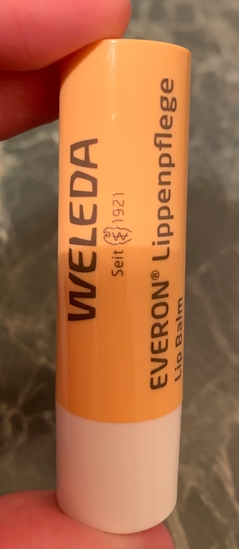 WELEDA
Seit 1921
EVERON® Lippenpflege
Lip Balm